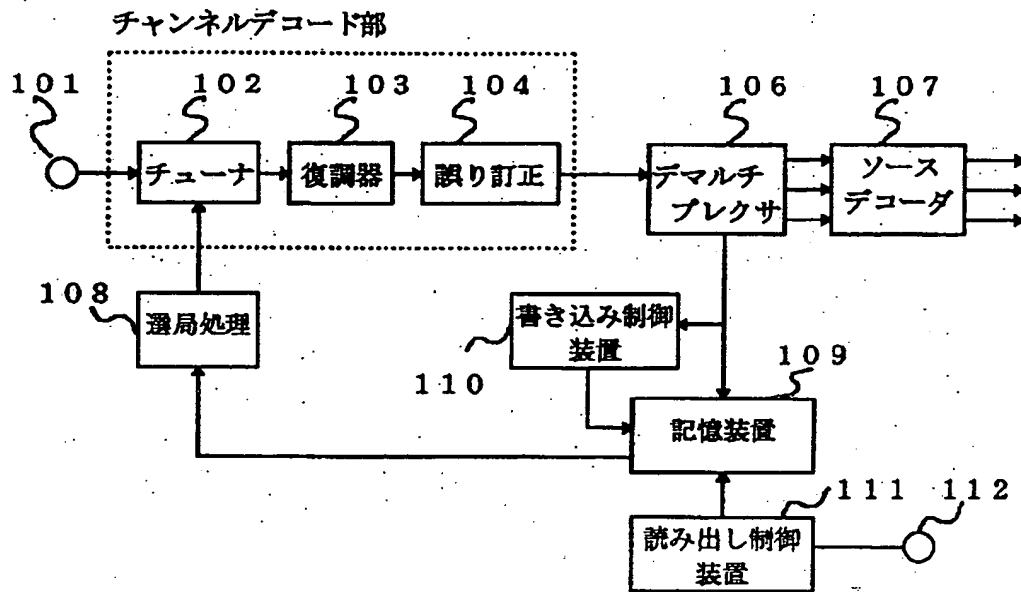 チャンネルデコード部
101
102
103
104
106
107
チューナ
復調器
誤り訂正
デマルチ
プレクサ
ソース
デコーダ
108
選局処理
書き込み制御
装置
110
109
記憶装置
111
112
読み出し制御
装置